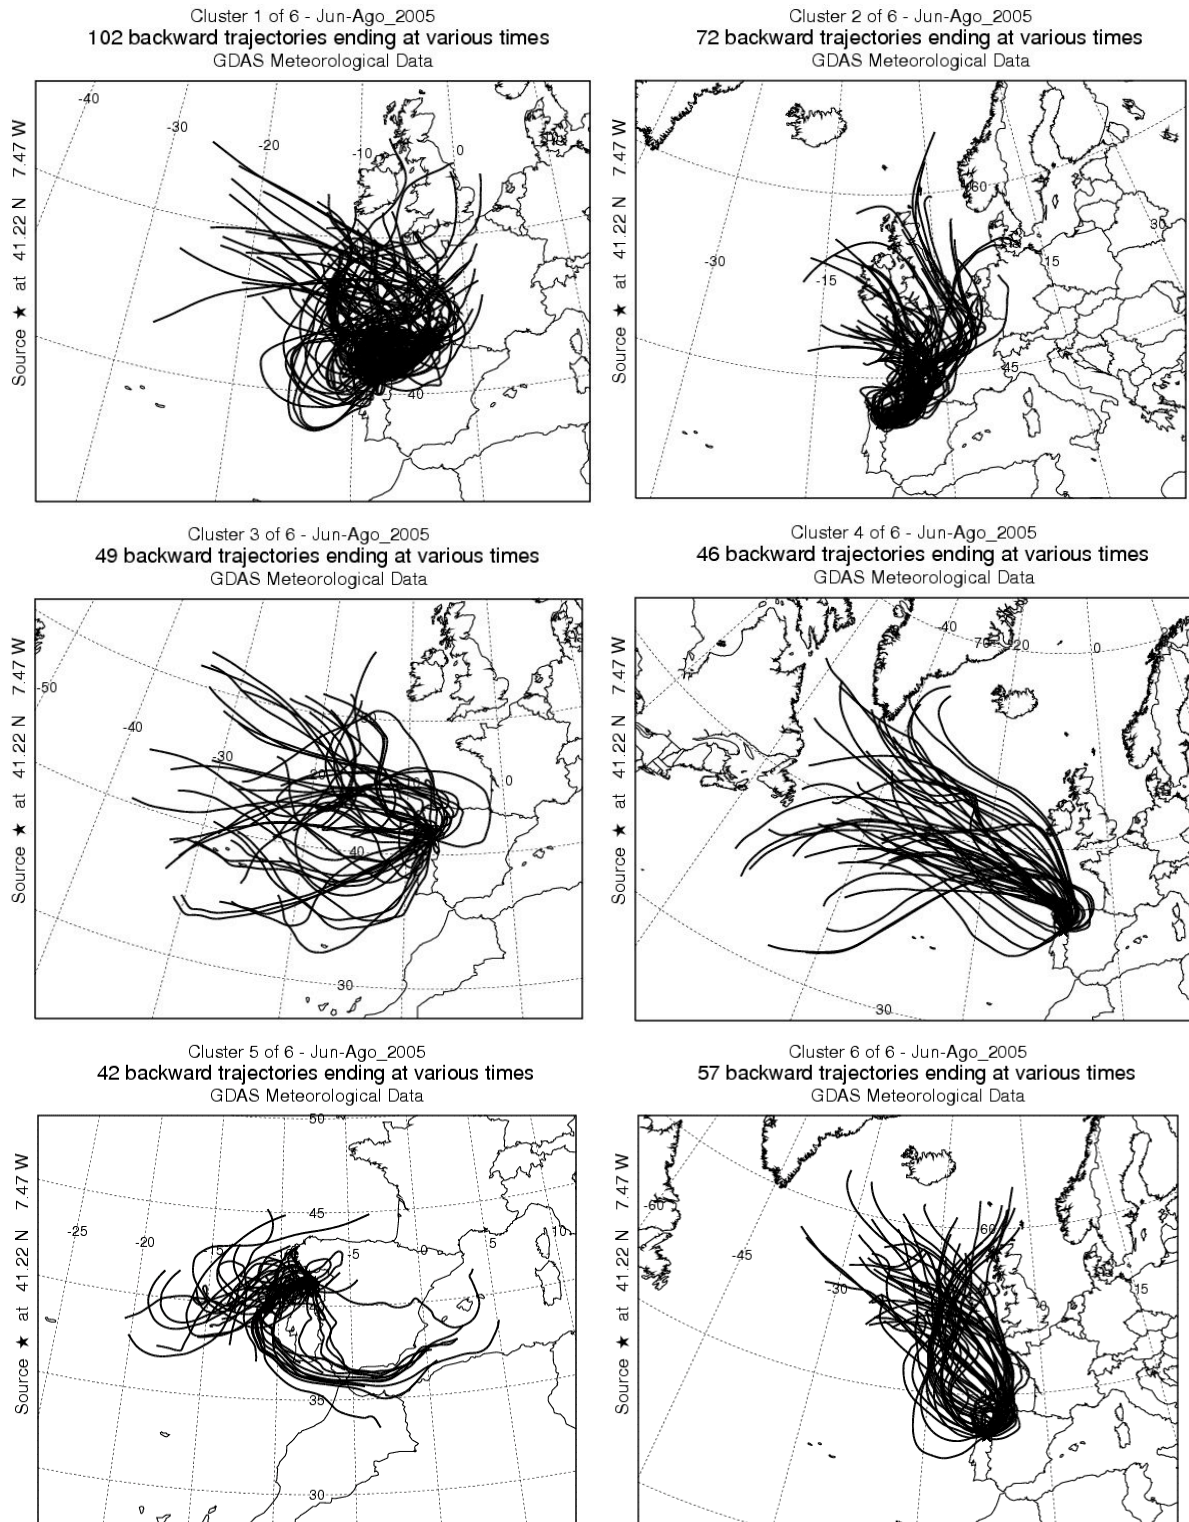 Cluster 1 of 6 - Jun-Ago_2005
102 backward trajectories ending at various times
GDAS Meteorological Data
Source ★ at 41.22 N 7.47 W
-40
-30
-20
-10
0
40
Cluster 2 of 6 - Jun-Ago_2005
72 backward trajectories ending at various times
GDAS Meteorological Data
Source ★ at 41.22 N 7.47 W
-30
-15
15
30
60
45
Cluster 3 of 6 - Jun-Ago_2005
49 backward trajectories ending at various times
GDAS Meteorological Data
Source ★ at 41.22 N 7.47 W
-50
-40
-30
-20
0
40
30
Cluster 4 of 6 - Jun-Ago_2005
46 backward trajectories ending at various times
GDAS Meteorological Data
Source ★ at 41.22 N 7.47 W
-40
70
-20
0
30
Cluster 5 of 6 - Jun-Ago_2005
42 backward trajectories ending at various times
GDAS Meteorological Data
Source ★ at 41.22 N 7.47 W
50
45
-25
-20
-5
0
5
10
35
30
Cluster 6 of 6 - Jun-Ago_2005
57 backward trajectories ending at various times
GDAS Meteorological Data
Source ★ at 41.22 N 7.47 W
-60
-45
-30
60
0
15